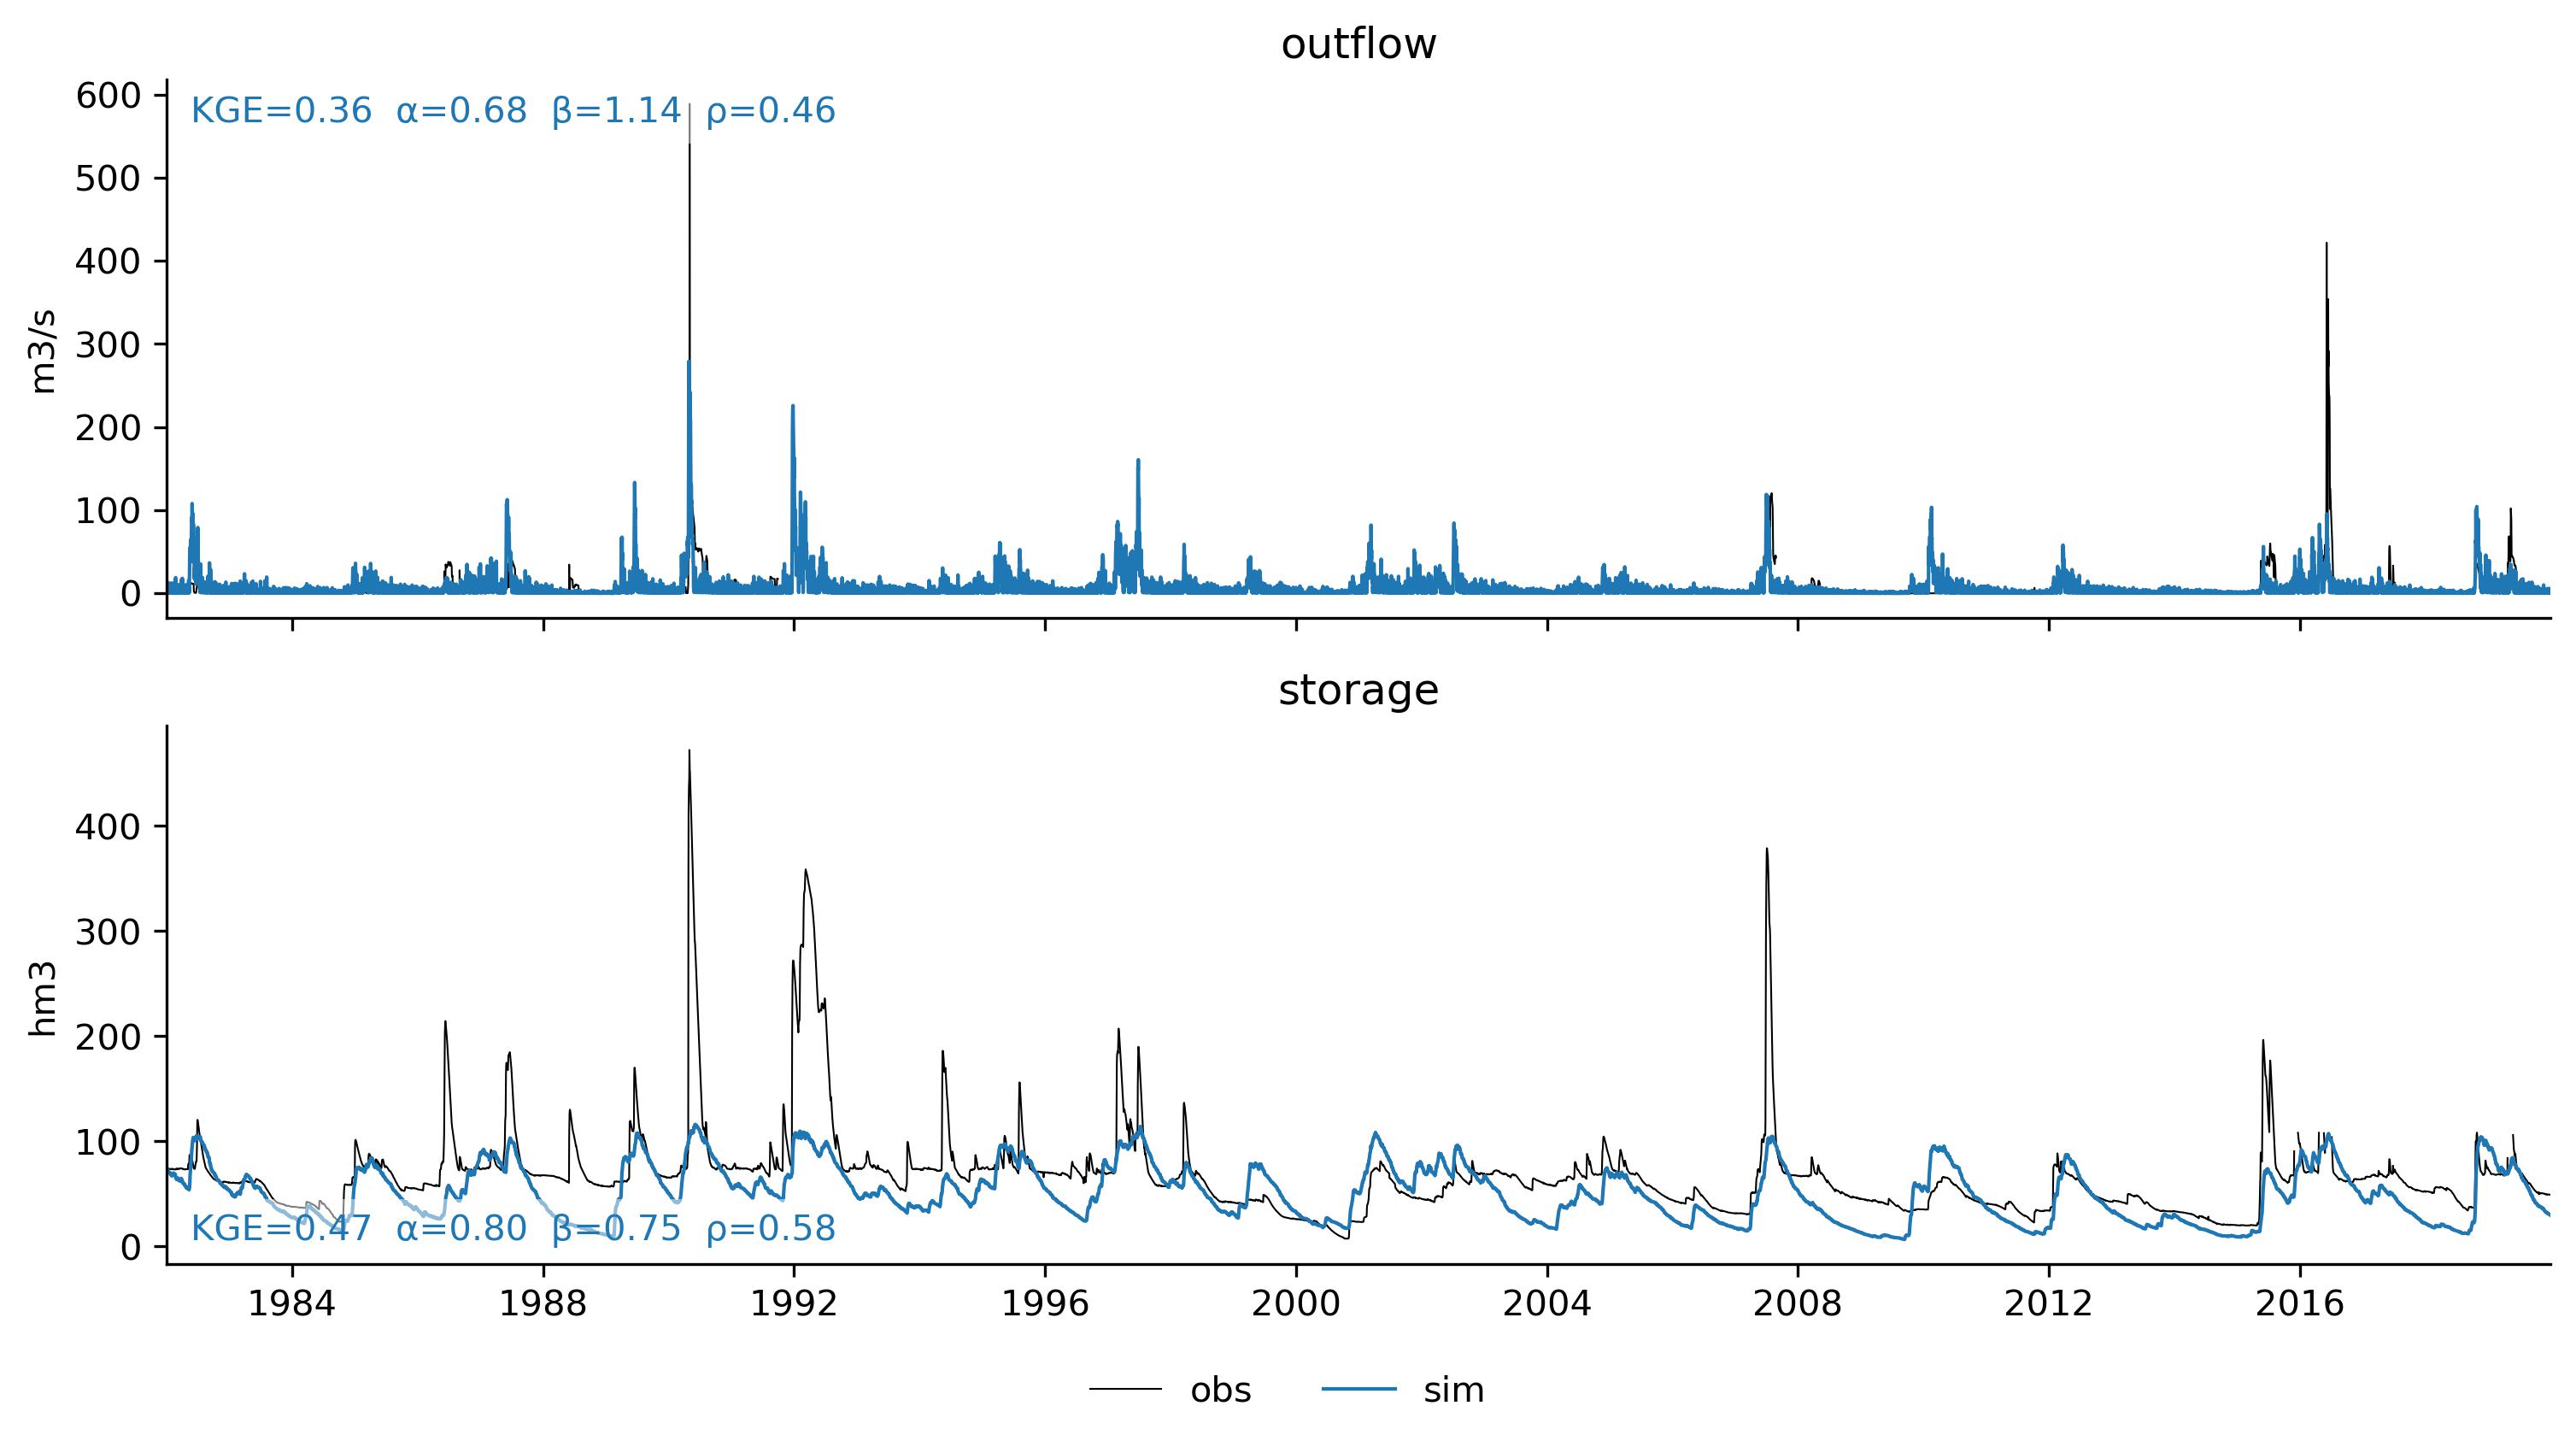 outflow
600
KGE=0.36 α=0.68 β=1.14 ρ=0.46
500
400
300
200
100
0
m3/s
storage
400
300
200
100
0
hm3
KGE=0.47 α=0.80 β=0.75 ρ=0.58
1984 1988 1992 1996 2000 2004 2008 2012 2016
obs sim